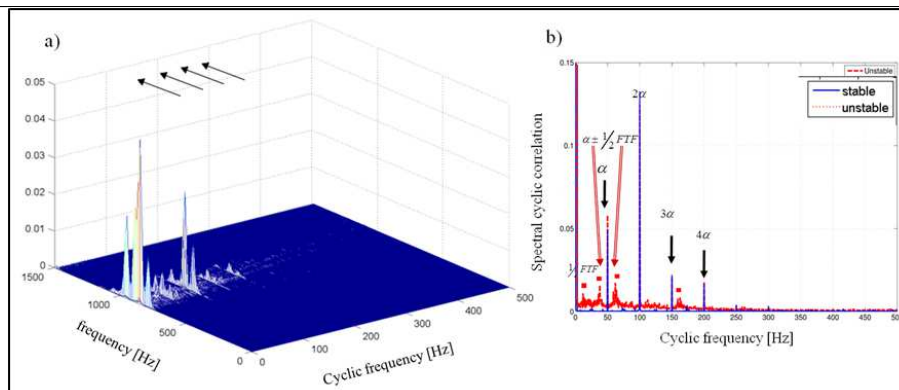 a)
0.05
0.04
0.03
0.02
0.01
0
1500
1000
500
0
frequency [Hz]
0
100
200
300
400
500
Cyclic frequency [Hz]
b)
Spectral cyclic correlation
0.15
0.1
0.05
0
Unstable
stable
unstable
2α
α ± 1/2 FTF
α
3α
4α
FTF
0
50
100
150
200
250
300
350
400
450
Cyclic frequency [Hz]